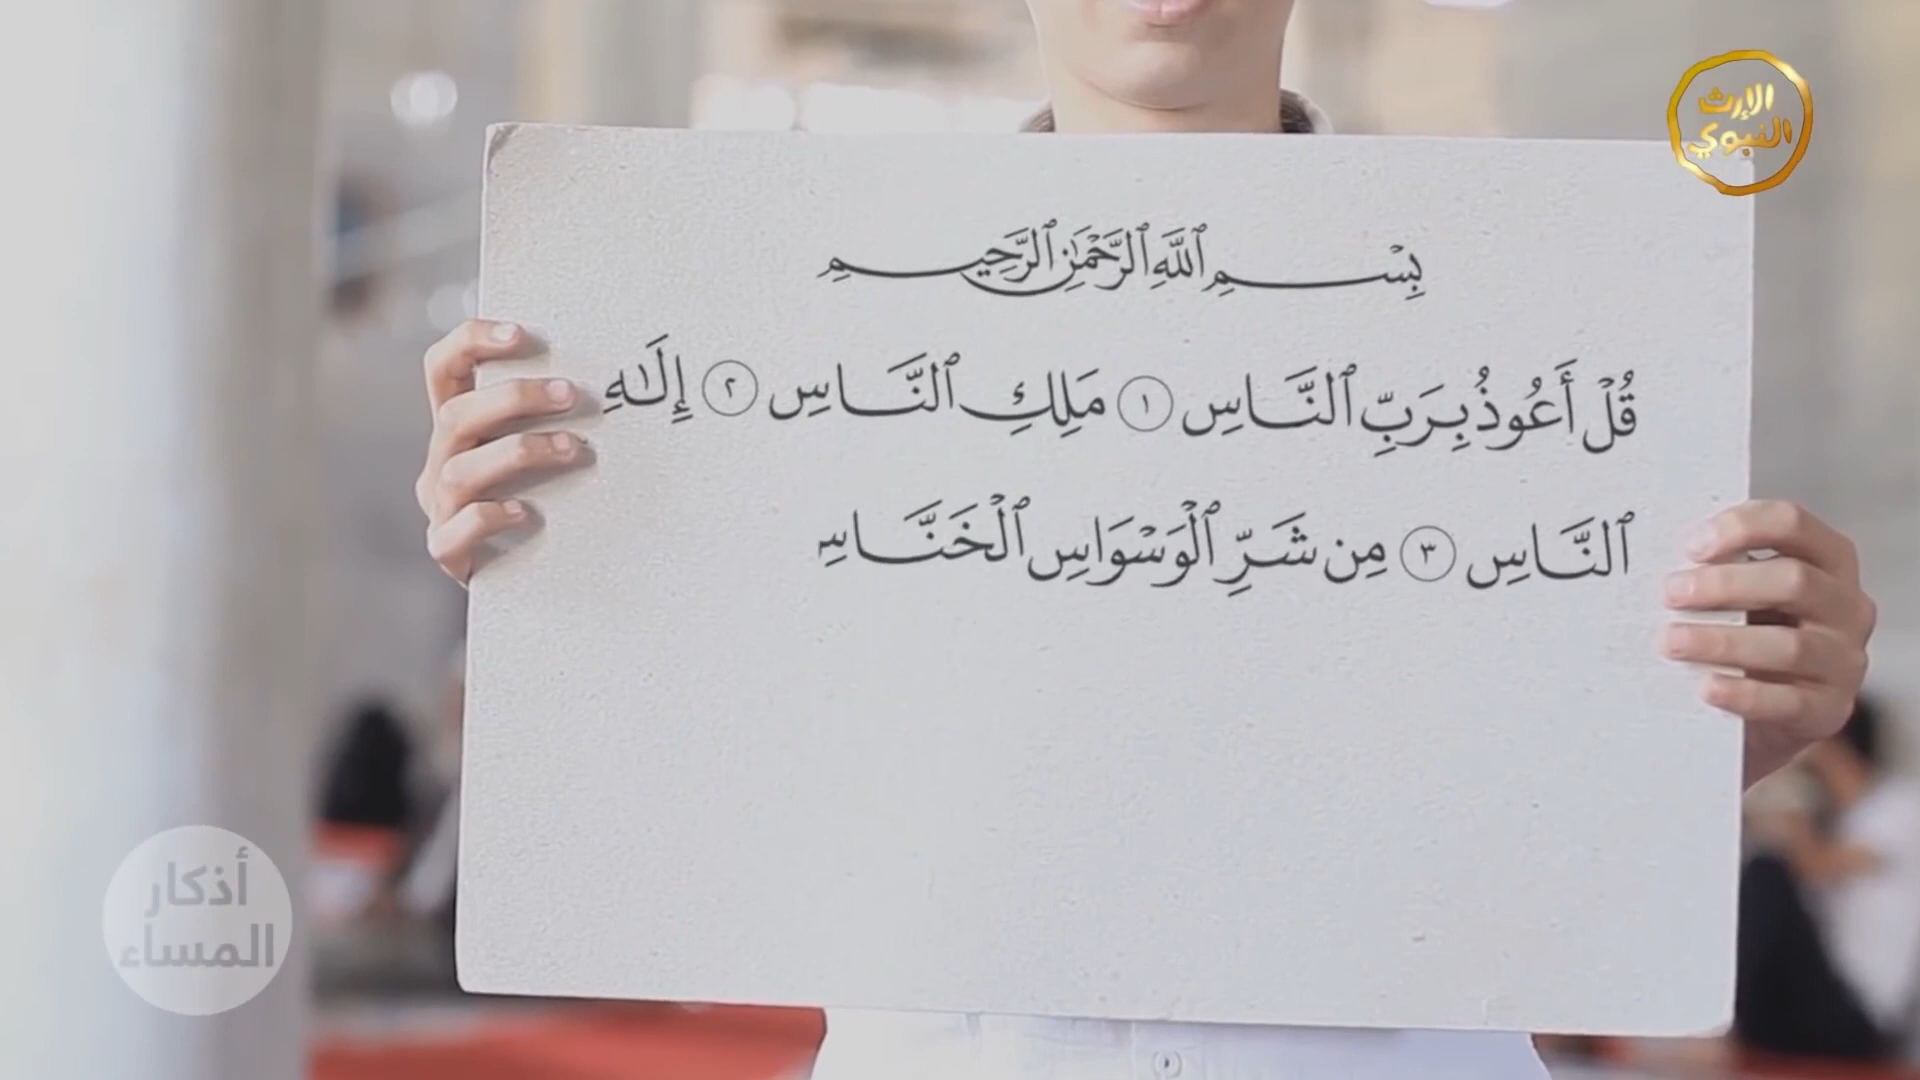 الإرث
النبوي
بِسْمِ ٱللَّهِ ٱلرَّحْمَٰنِ ٱلرَّحِيمِ
قُلْ أَعُوذُ بِرَبِّ ٱلنَّاسِ ١ مَلِكِ ٱلنَّاسِ ٢ إِلَٰهِ
ٱلنَّاسِ ٣ مِن شَرِّ ٱلْوَسْوَاسِ ٱلْخَنَّاسِ
أذكار
المساء